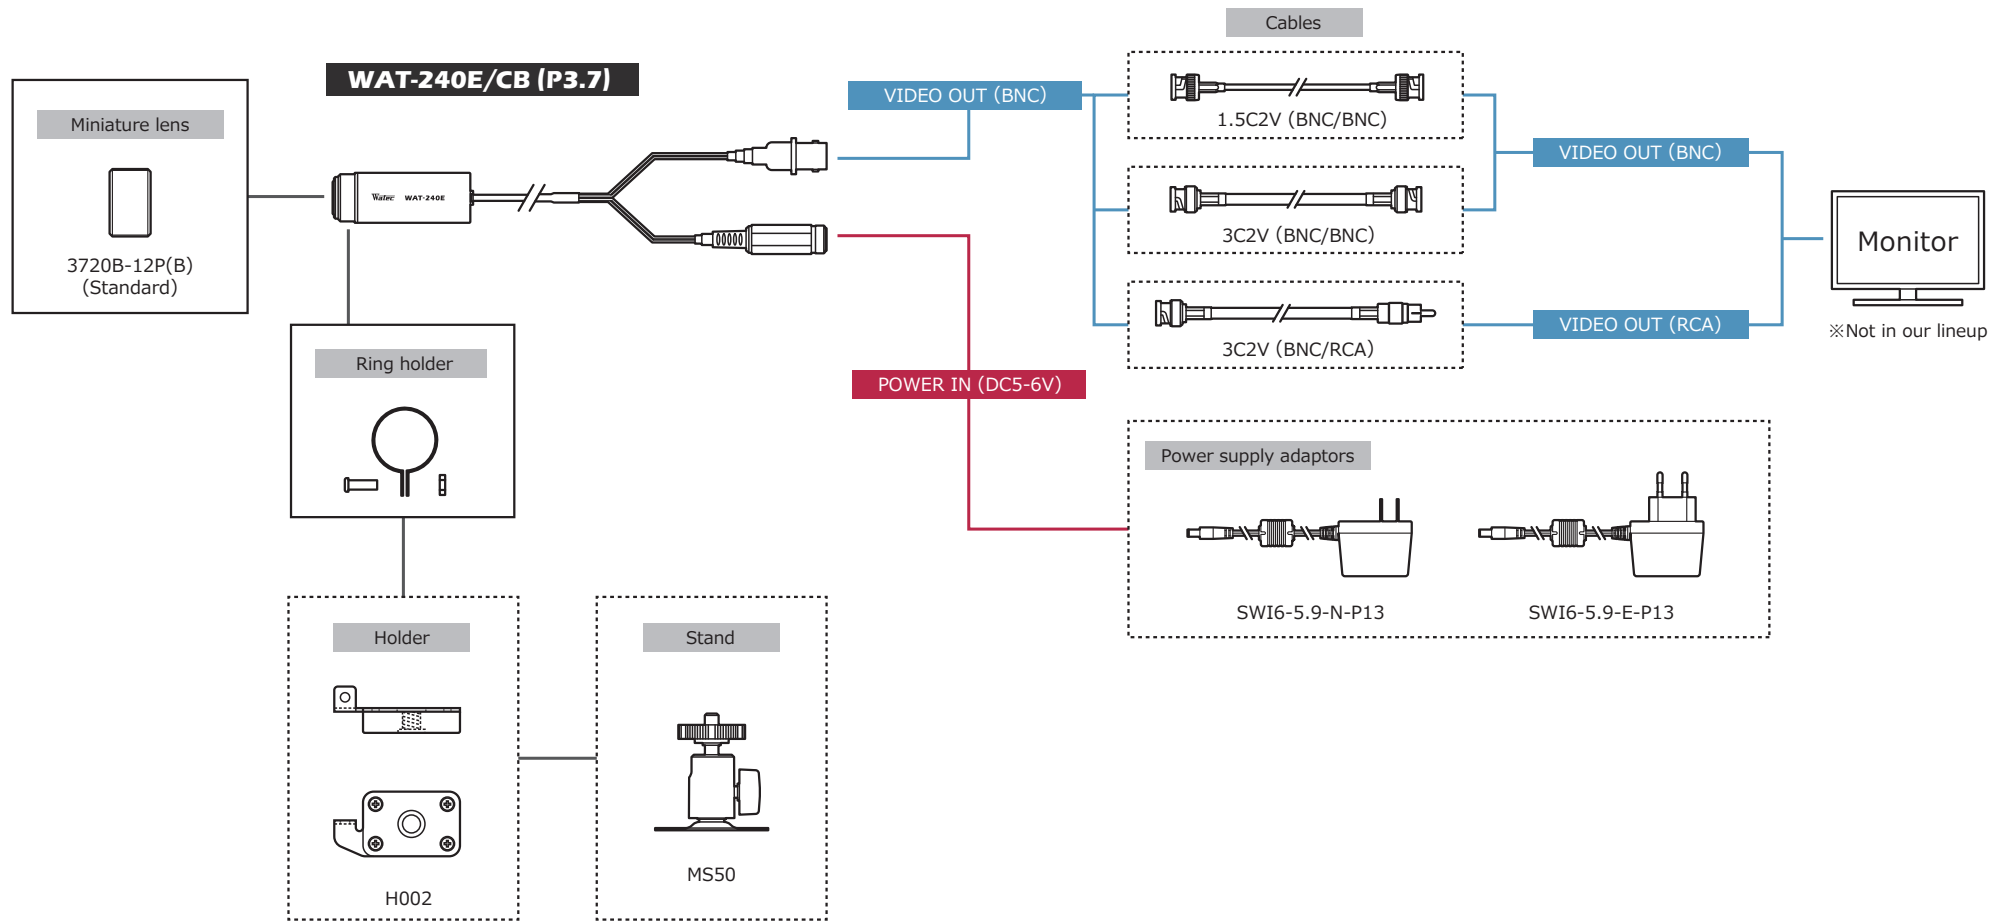 Cables
WAT-240E/CB (P3.7)
Miniature lens
3720B-12P(B)
(Standard)
Watec WAT-240E
VIDEO OUT (BNC)
1.5C2V (BNC/BNC)
3C2V (BNC/BNC)
3C2V (BNC/RCA)
VIDEO OUT (BNC)
VIDEO OUT (RCA)
Monitor
※Not in our lineup
Ring holder
POWER IN (DC5-6V)
Power supply adaptors
SWI6-5.9-N-P13
SWI6-5.9-E-P13
Holder
H002
Stand
MS50